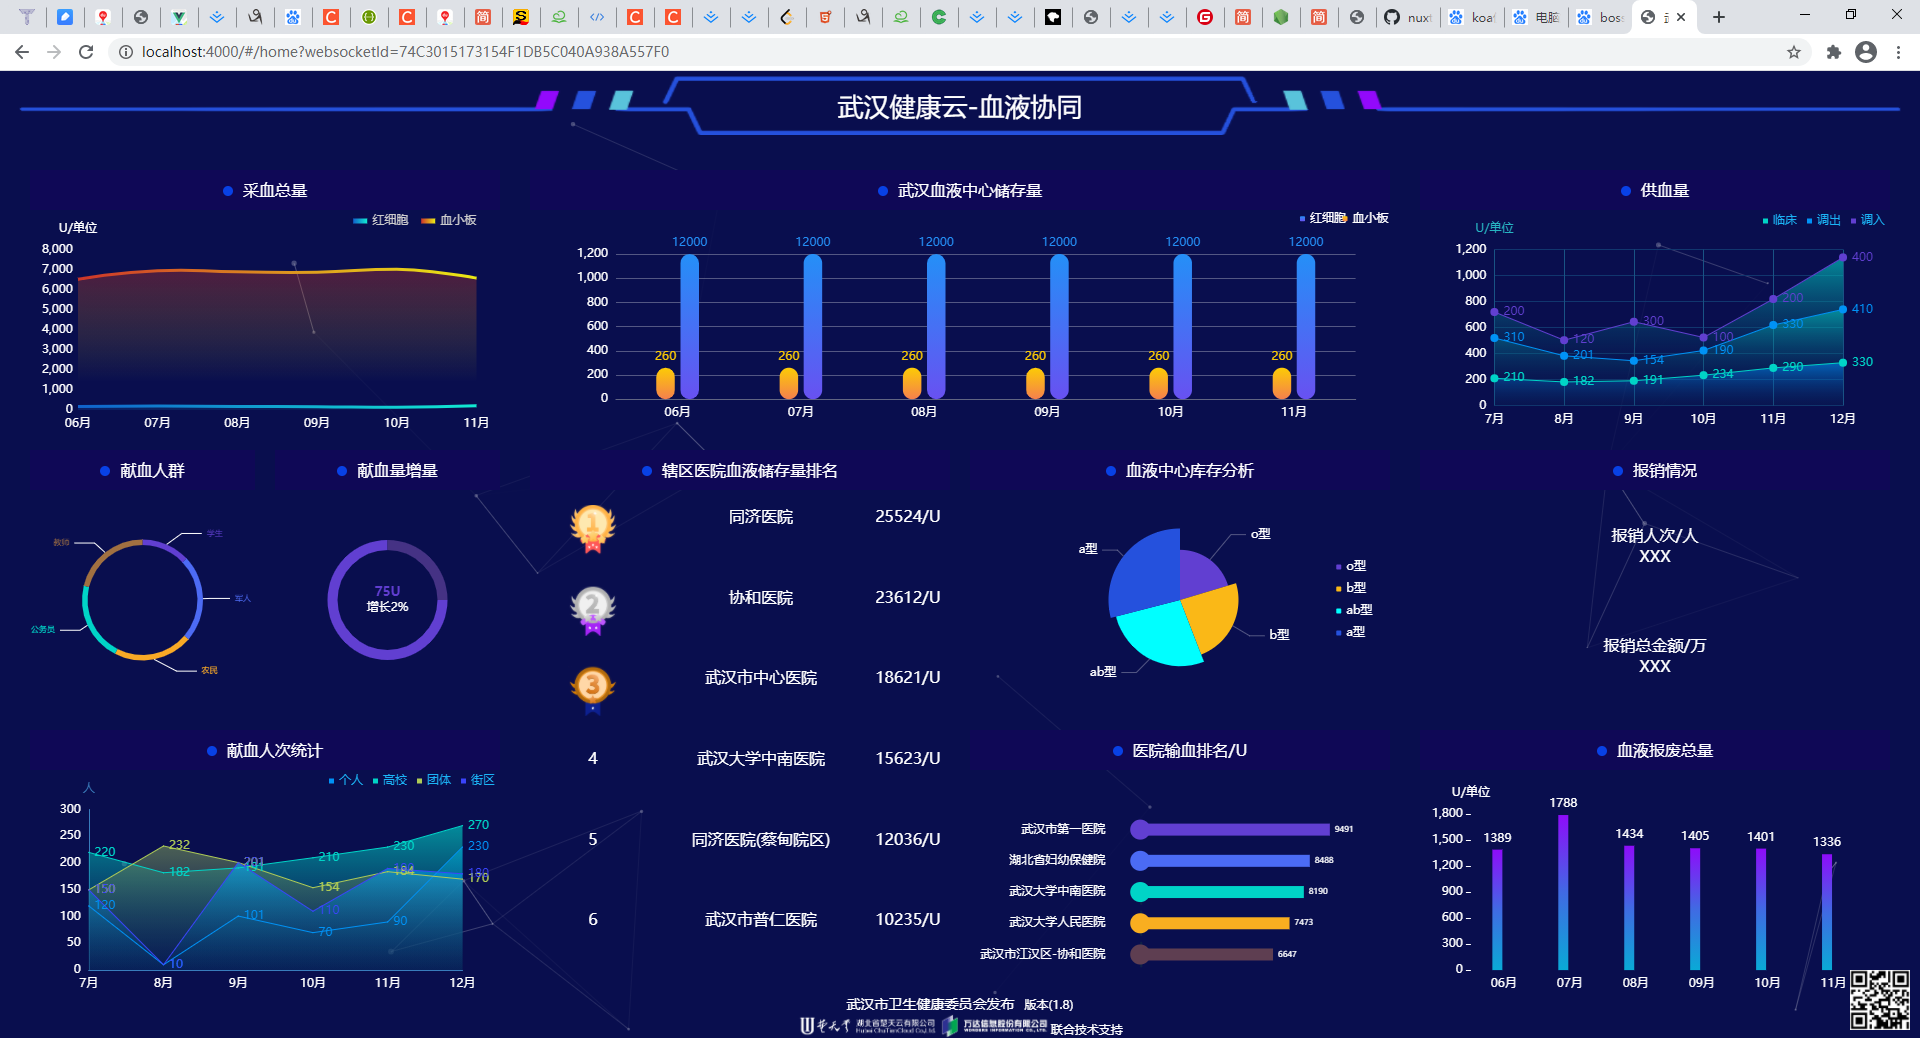 nuxt
koa
电脑
boss
localhost:4000/#/home?websocketId=74C3015173154F1DB5C040A938A557F0
武汉健康云-血液协同
采血总量
红细胞 血小板
U/单位
8,000
7,000
6,000
5,000
4,000
3,000
2,000
1,000
0
06月 07月 08月 09月 10月 11月
武汉血液中心储存量
红细胞 血小板
12000 12000 12000 12000 12000 12000
1,200
1,000
800
600
400
200
0
260 260 260 260 260 260
06月 07月 08月 09月 10月 11月
供血量
临床 调出 调入
U/单位
1,200
1,000
800
600
400
200
0
200 120 300 100 200 400
310 201 154 190 330 410
210 182 191 234 290 330
7月 8月 9月 10月 11月 12月
献血人群
学生
教师
军人
公务员
农民
献血量增量
75U
增长2%
辖区医院血液储存量排名
1 同济医院 25524/U
2 协和医院 23612/U
3 武汉市中心医院 18621/U
4 武汉大学中南医院 15623/U
5 同济医院(蔡甸院区) 12036/U
6 武汉市普仁医院 10235/U
血液中心库存分析
o型
a型
b型
ab型
o型
b型
ab型
a型
报销情况
报销人次/人
XXX
报销总金额/万
XXX
献血人次统计
个人 高校 团体 街区
人
300
250
200
150
100
50
0
220 182 191 210 230 270
150 232 201 154 184 170
120 10 101 70 90 230
7月 8月 9月 10月 11月 12月
医院输血排名/U
武汉市第一医院 9491
湖北省妇幼保健院 8488
武汉大学中南医院 8190
武汉大学人民医院 7473
武汉市江汉区-协和医院 6647
血液报废总量
U/单位
1,800
1,500
1,200
900
600
300
0
1389 1788 1434 1405 1401 1336
06月 07月 08月 09月 10月 11月
武汉市卫生健康委员会发布 版本(1.8)
湖北省楚天云有限公司
Hubei ChuTianCloud Co.,Ltd.
万达信息股份有限公司
WONDERS INFORMATION CO., LTD.
联合技术支持